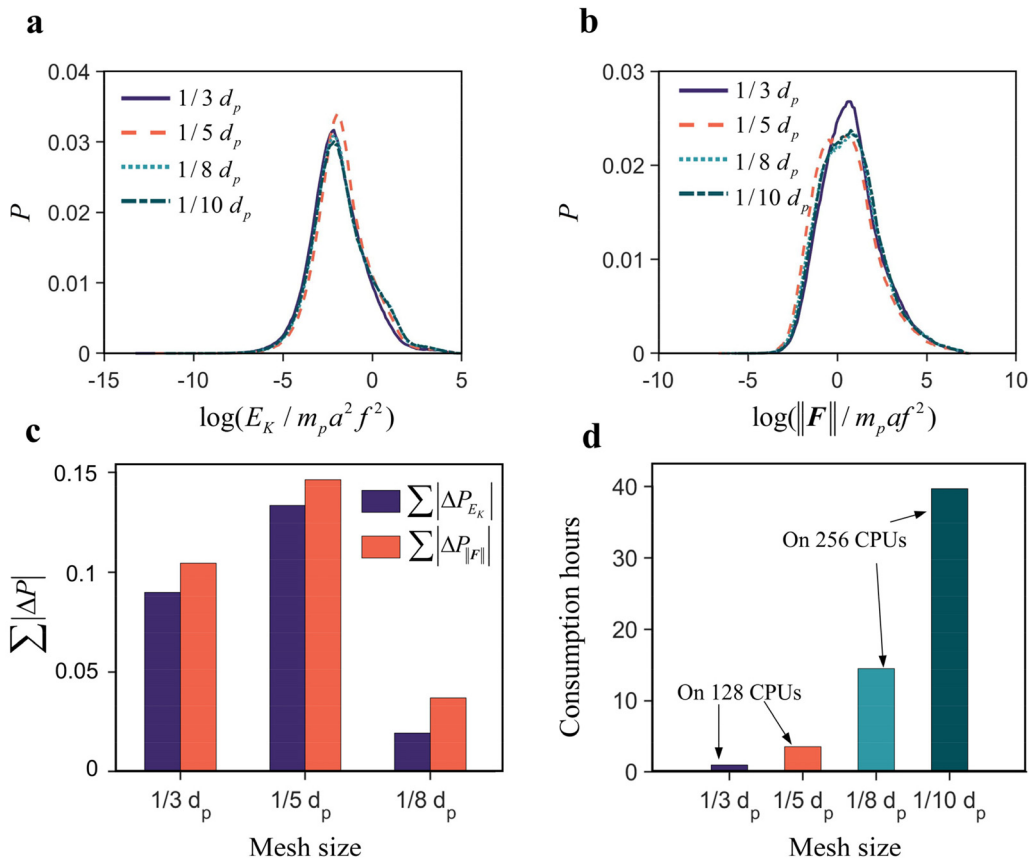 a
0.04
0.03
0.02
0.01
0
P
1/3 d_p
1/5 d_p
1/8 d_p
1/10 d_p
-15
-10
-5
0
5
log(E_K / m_p a² f²)
b
0.03
0.02
0.01
0
P
1/3 d_p
1/5 d_p
1/8 d_p
1/10 d_p
-10
-5
0
5
10
log(‖F‖ / m_p a f²)
c
0.15
0.1
0.05
0
∑|ΔP|
∑|ΔP_{E_K}|
∑|ΔP_{‖F‖}|
1/3 d_p
1/5 d_p
1/8 d_p
Mesh size
d
40
30
20
10
0
Consumption hours
On 256 CPUs
On 128 CPUs
1/3 d_p
1/5 d_p
1/8 d_p
1/10 d_p
Mesh size